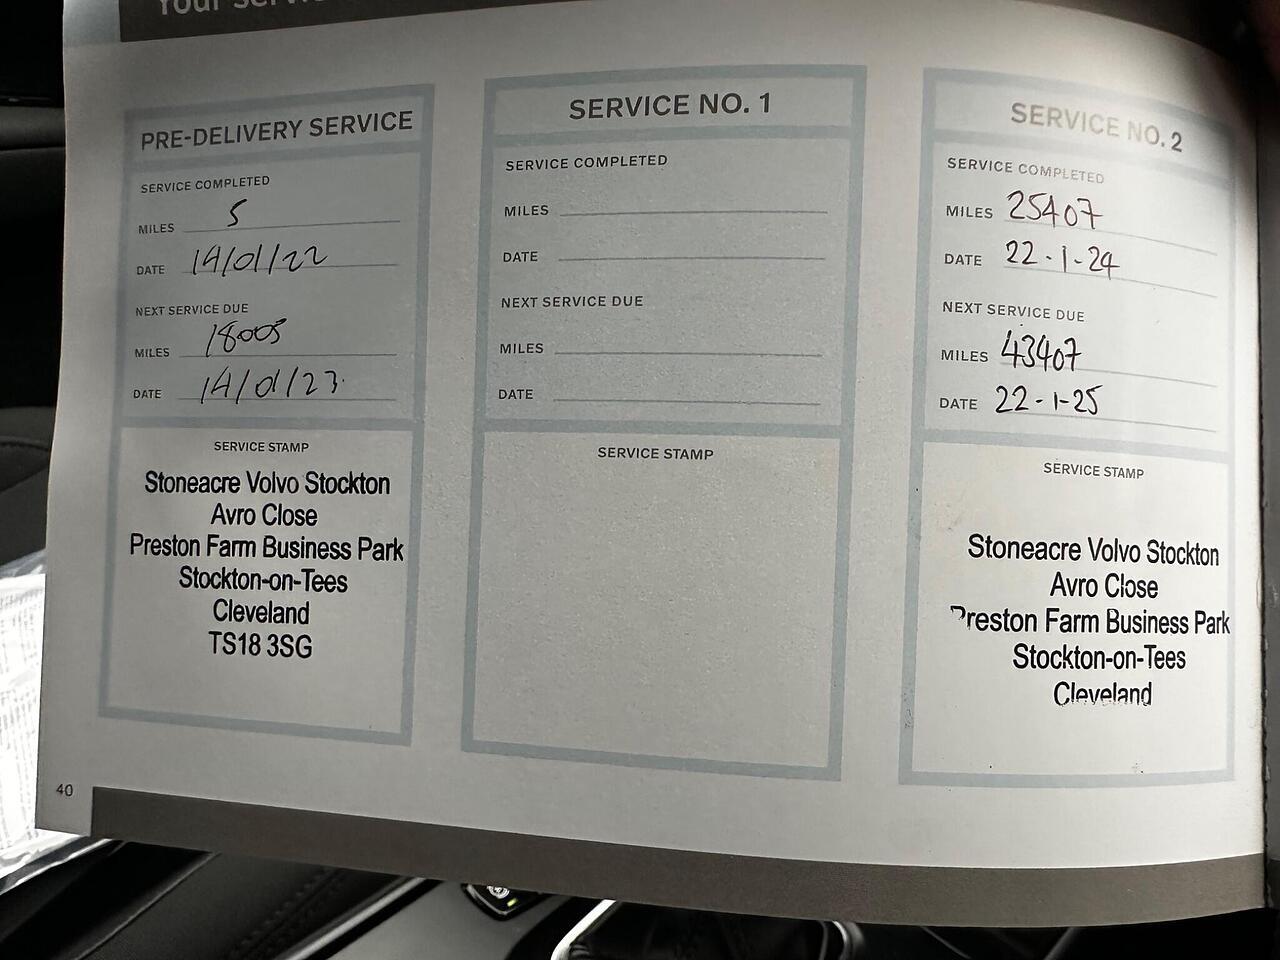 PRE-DELIVERY SERVICE
SERVICE COMPLETED
MILES 5
DATE 14/01/22
NEXT SERVICE DUE
MILES 18005
DATE 14/01/23
SERVICE STAMP
Stoneacre Volvo Stockton
Avro Close
Preston Farm Business Park
Stockton-on-Tees
Cleveland
TS18 3SG
SERVICE NO. 1
SERVICE COMPLETED
MILES
DATE
NEXT SERVICE DUE
MILES
DATE
SERVICE STAMP
SERVICE NO. 2
SERVICE COMPLETED
MILES 25407
DATE 22-1-24
NEXT SERVICE DUE
MILES 43407
DATE 22-1-25
SERVICE STAMP
Stoneacre Volvo Stockton
Avro Close
Preston Farm Business Park
Stockton-on-Tees
Cleveland
40